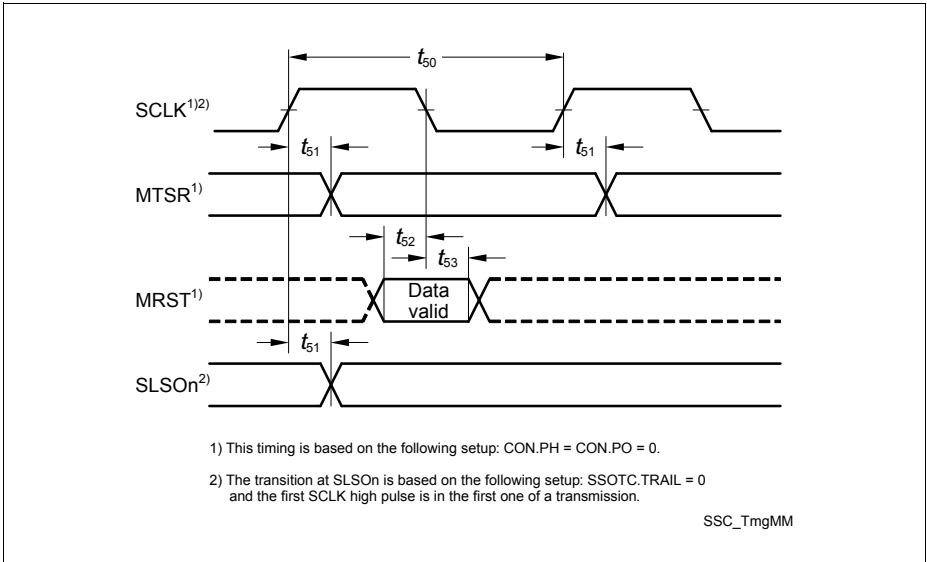 t50
SCLK1)2)
t51
t51
MTSR1)
t52
t53
MRST1)
Data
valid
t51
SLSOn2)
1) This timing is based on the following setup: CON.PH = CON.PO = 0.
2) The transition at SLSOn is based on the following setup: SSOTC.TRAIL = 0
and the first SCLK high pulse is in the first one of a transmission.
SSC_TmgMM